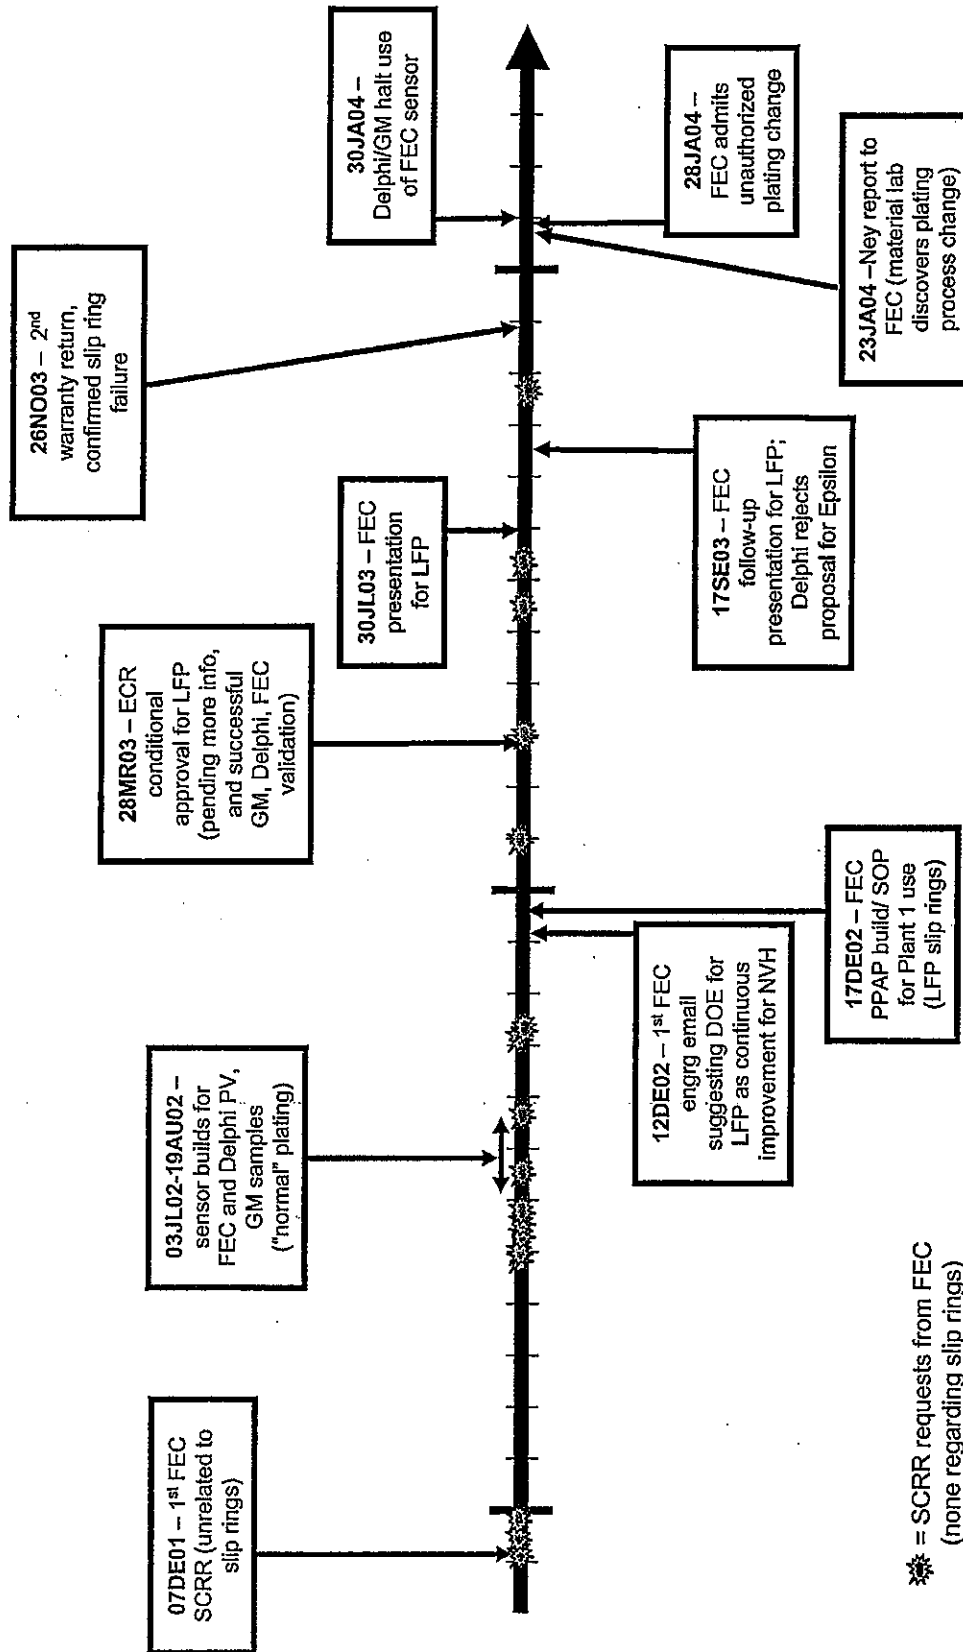 07DE01 – 1st FEC
SCRR (unrelated to
slip rings)
03JL02-19AU02 –
sensor builds for
FEC and Delphi PV,
GM samples
("normal" plating)
28MR03 – ECR
conditional
approval for LFP
(pending more info,
and successful
GM, Delphi, FEC
validation)
30JL03 – FEC
presentation
for LFP
26NO03 – 2nd
warranty return,
confirmed slip ring
failure
30JA04 –
Delphi/GM halt use
of FEC sensor
12DE02 – 1st FEC
engrg email
suggesting DOE for
LFP as continuous
improvement for NVH
17DE02 – FEC
PPAP build/ SOP
for Plant 1 use
(LFP slip rings)
17SE03 – FEC
follow-up
presentation for LFP;
Delphi rejects
proposal for Epsilon
23JA04 –Ney report to
FEC (material lab
discovers plating
process change)
28JA04 –
FEC admits
unauthorized
plating change
= SCRR requests from FEC
(none regarding slip rings)